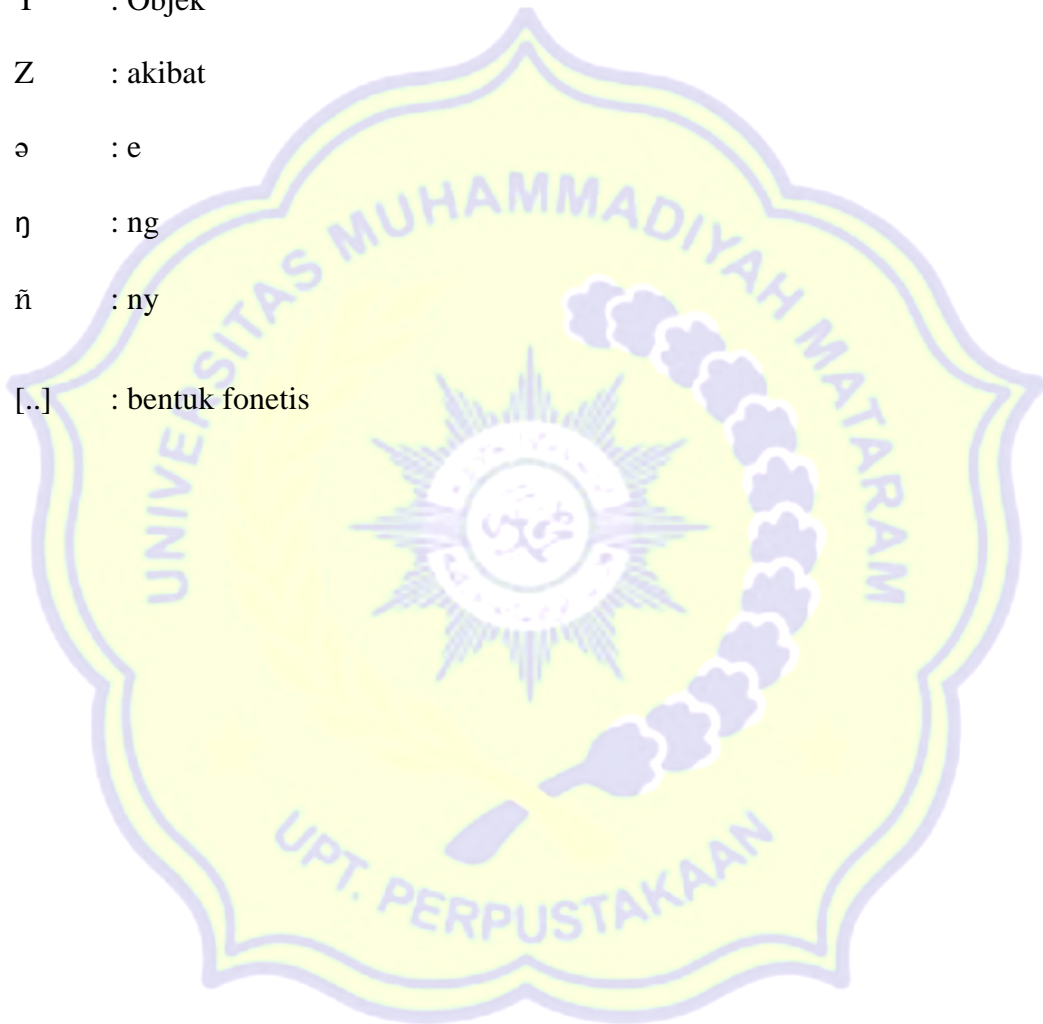 : Objek
Z : akibat
ə : e
ŋ : ng
ñ : ny
[..] : bentuk fonetis
UNIVERSITAS MUHAMMADIYAH MATARAM
UPT. PERPUSTAKAAN